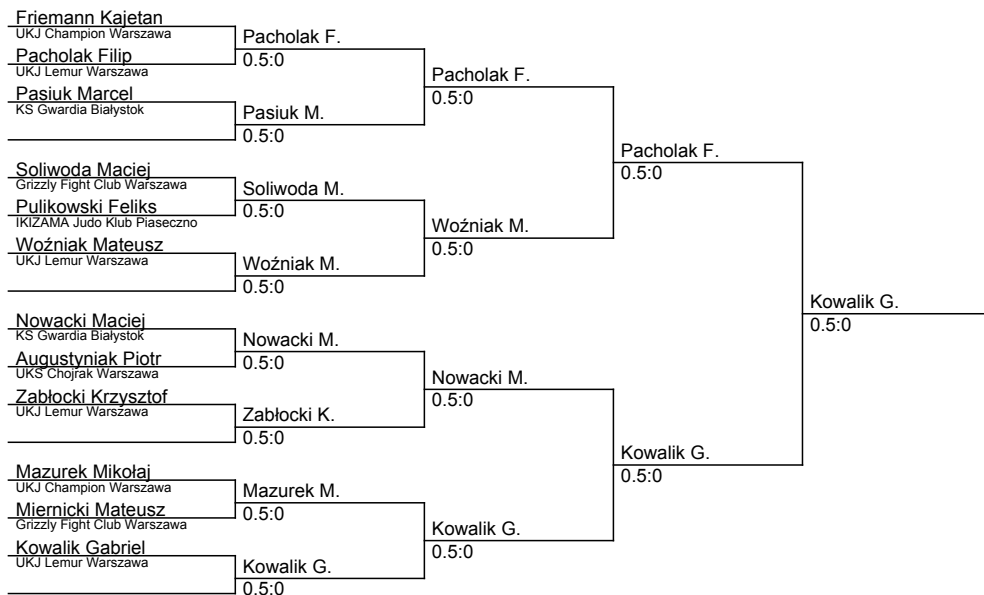 Friemann Kajetan
UKJ Champion Warszawa
Pacholak Filip
UKJ Lemur Warszawa
Pasiuk Marcel
KS Gwardia Białystok
Soliwoda Maciej
Grizzly Fight Club Warszawa
Pulikowski Feliks
IKIZAMA Judo Klub Piaseczno
Woźniak Mateusz
UKJ Lemur Warszawa
Nowacki Maciej
KS Gwardia Białystok
Augustyniak Piotr
UKS Chojrak Warszawa
Zabłocki Krzysztof
UKJ Lemur Warszawa
Mazurek Mikołaj
UKJ Champion Warszawa
Miernicki Mateusz
Grizzly Fight Club Warszawa
Kowalik Gabriel
UKJ Lemur Warszawa
Pacholak F.
0.5:0
Pasiuk M.
0.5:0
Soliwoda M.
0.5:0
Woźniak M.
0.5:0
Nowacki M.
0.5:0
Zabłocki K.
0.5:0
Mazurek M.
0.5:0
Kowalik G.
0.5:0
Pacholak F.
0.5:0
Woźniak M.
0.5:0
Nowacki M.
0.5:0
Kowalik G.
0.5:0
Pacholak F.
0.5:0
Kowalik G.
0.5:0
Kowalik G.
0.5:0